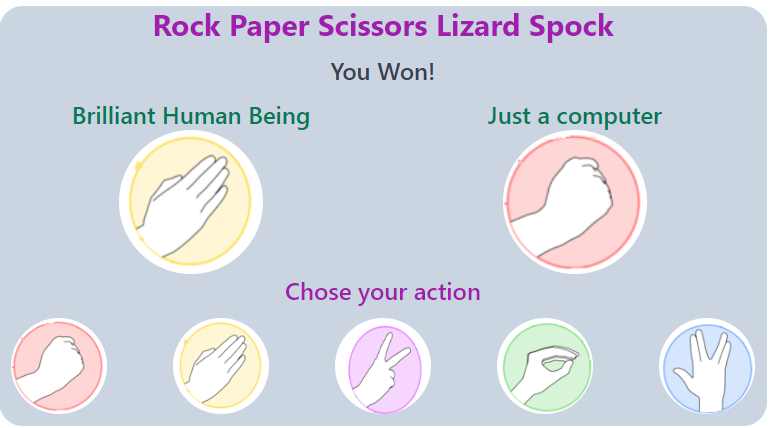 Rock Paper Scissors Lizard Spock
You Won!
Brilliant Human Being
Just a computer
Chose your action